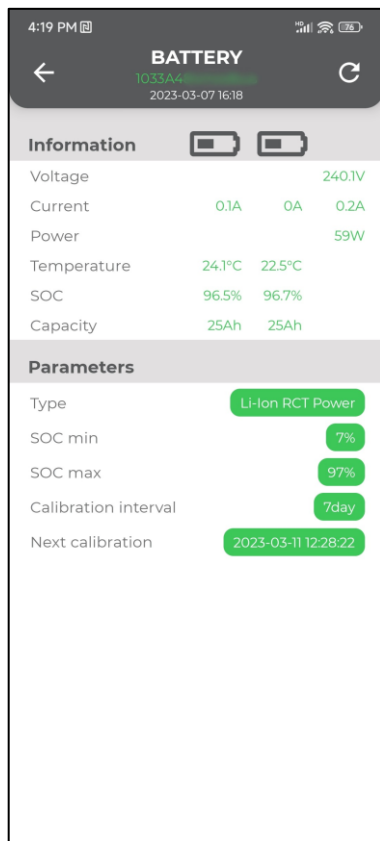 4:19 PM
HD 76
BATTERY
1033A4
2023-03-07 16:18
Information
Voltage 240.1V
Current 0.1A 0A 0.2A
Power 59W
Temperature 24.1°C 22.5°C
SOC 96.5% 96.7%
Capacity 25Ah 25Ah
Parameters
Type Li-Ion RCT Power
SOC min 7%
SOC max 97%
Calibration interval 7day
Next calibration 2023-03-11 12:28:22